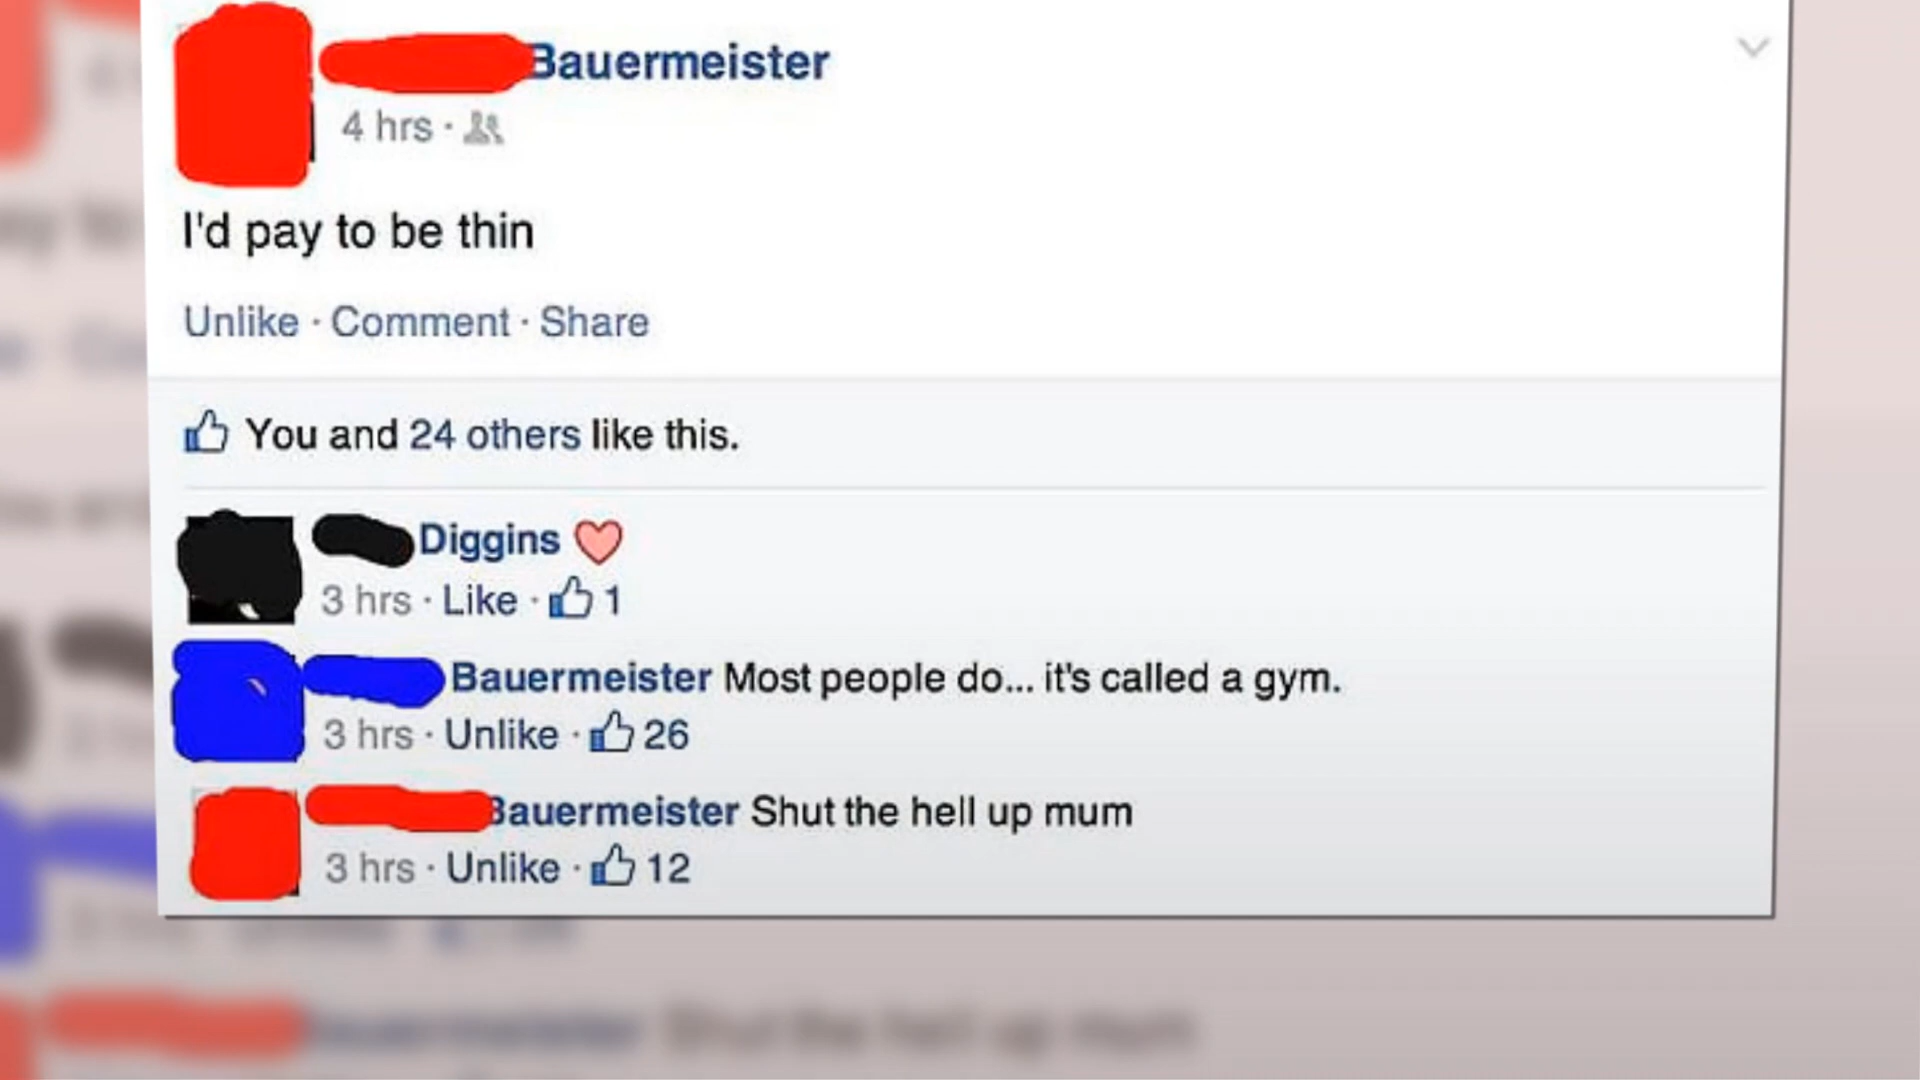 Bauermeister
4 hrs ·
I'd pay to be thin
Unlike · Comment · Share
You and 24 others like this.
Diggins
3 hrs · Like · 1
Bauermeister Most people do... it's called a gym.
3 hrs · Unlike · 26
Bauermeister Shut the hell up mum
3 hrs · Unlike · 12